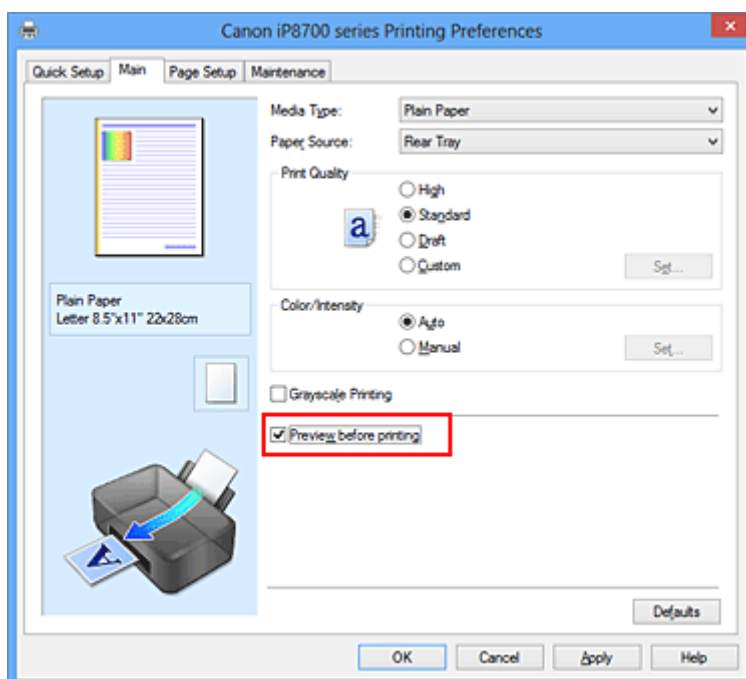 Canon iP8700 series Printing Preferences
Quick Setup Main Page Setup Maintenance
Media Type: Plain Paper
Paper Source: Rear Tray
Print Quality
High
a Standard
Draft
Custom Set...
Plain Paper
Letter 8.5"x11" 22x28cm
Color/Intensity
Auto
Manual Set...
Grayscale Printing
Preview before printing
A
Defaults
OK Cancel Apply Help